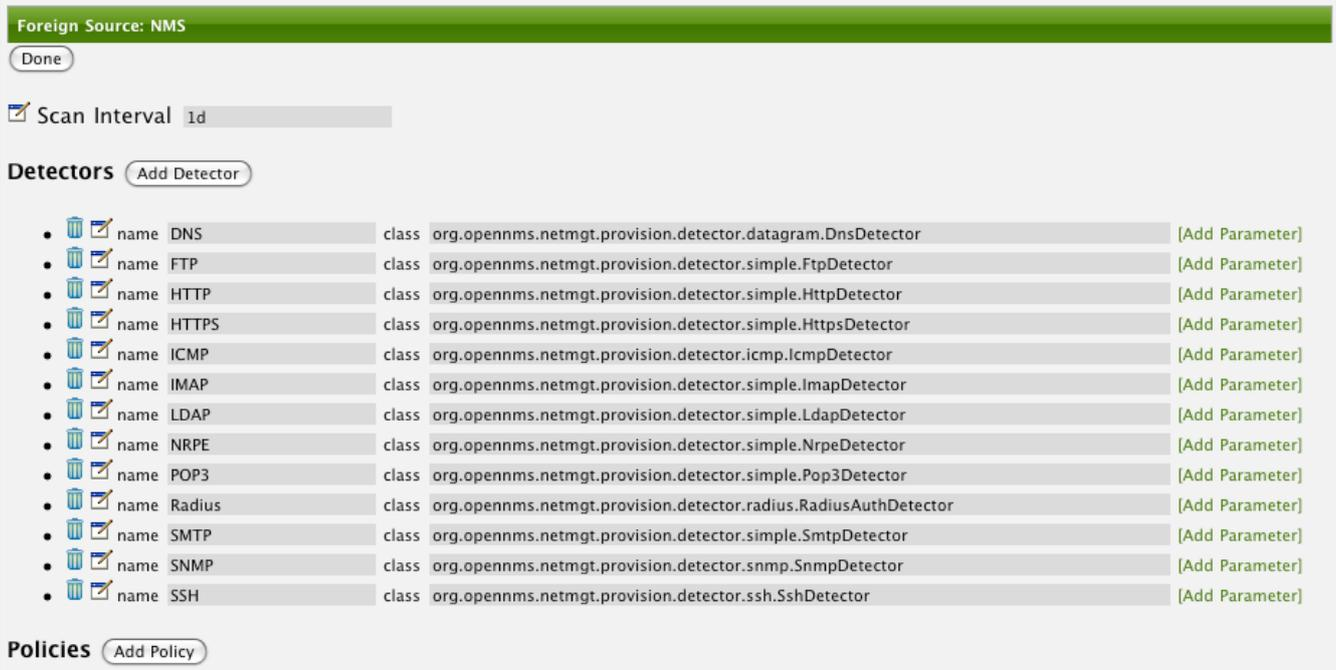 Foreign Source: NMS
Done
Scan Interval 1d
Detectors Add Detector
name DNS class org.opennms.netmgt.provision.detector.datagram.DnsDetector [Add Parameter]
name FTP class org.opennms.netmgt.provision.detector.simple.FtpDetector [Add Parameter]
name HTTP class org.opennms.netmgt.provision.detector.simple.HttpDetector [Add Parameter]
name HTTPS class org.opennms.netmgt.provision.detector.simple.HttpsDetector [Add Parameter]
name ICMP class org.opennms.netmgt.provision.detector.icmp.IcmpDetector [Add Parameter]
name IMAP class org.opennms.netmgt.provision.detector.simple.ImapDetector [Add Parameter]
name LDAP class org.opennms.netmgt.provision.detector.simple.LdapDetector [Add Parameter]
name NRPE class org.opennms.netmgt.provision.detector.simple.NrpeDetector [Add Parameter]
name POP3 class org.opennms.netmgt.provision.detector.simple.Pop3Detector [Add Parameter]
name Radius class org.opennms.netmgt.provision.detector.radius.RadiusAuthDetector [Add Parameter]
name SMTP class org.opennms.netmgt.provision.detector.simple.SmtpDetector [Add Parameter]
name SNMP class org.opennms.netmgt.provision.detector.snmp.SnmpDetector [Add Parameter]
name SSH class org.opennms.netmgt.provision.detector.ssh.SshDetector [Add Parameter]
Policies Add Policy